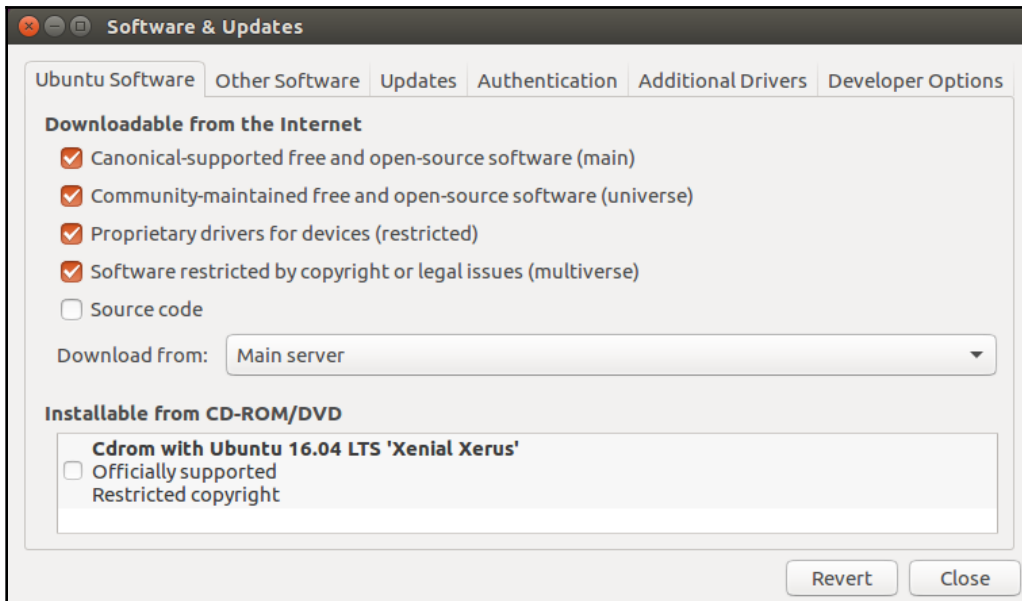 Software & Updates
Ubuntu Software Other Software Updates Authentication Additional Drivers Developer Options
Downloadable from the Internet
Canonical-supported free and open-source software (main)
Community-maintained free and open-source software (universe)
Proprietary drivers for devices (restricted)
Software restricted by copyright or legal issues (multiverse)
Source code
Download from: Main server
Installable from CD-ROM/DVD
Cdrom with Ubuntu 16.04 LTS 'Xenial Xerus'
Officially supported
Restricted copyright
Revert Close